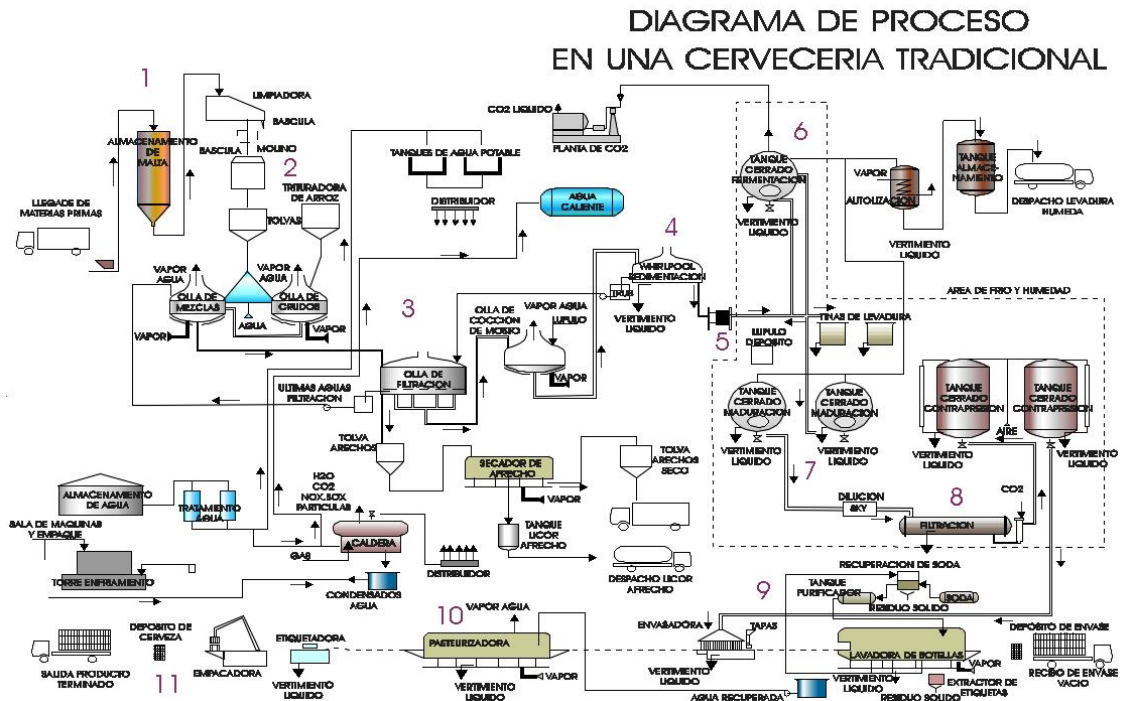 DIAGRAMA DE PROCESO
EN UNA CERVECERIA TRADICIONAL
1
LIMPIADORA
BASCULA
ALMACENAMIENTO
DE
MALTA
BASCULA
MOLINO
2
TRITURADORA
DE ARROZ
TOLVAS
LLEGADE DE
MATERIAS PRIMAS
VAPOR
AGUA
VAPOR
AGUA
OLLA DE
MEZCLAS
OLLA DE
CRUDOS
AGUA
VAPOR
VAPOR
TANQUES DE AGUA POTABLE
DISTRIBUIDOR
AGUA
CALIENTE
CO2 LIQUIDO
PLANTA DE CO2
3
OLLA DE
COCCION DE
MOSTO
VAPOR AGUA
LUPULO
VAPOR
OLLA DE
FILTRACION
ULTIMAS AGUAS
FILTRACION
4
WHIRLPOOL
SEDIMENTACION
TRUB
VERTIMIENTO
LIQUIDO
5
6
TANQUE
CERRADO
FERMENTACION
VERTIMIENTO
LIQUIDO
VAPOR
AUTOLIZACION
VERTIMIENTO
LIQUIDO
TANQUE
ALMACE-
NAMIENTO
DESPACHO LEVADURA
HUMEDA
AREA DE FRIO Y HUMEDAD
TINAS DE LEVADURA
LUPULO
DEPOSITO
TANQUE
CERRADO
MADURACION
TANQUE
CERRADO
MADURACION
VERTIMIENTO
LIQUIDO
VERTIMIENTO
LIQUIDO
TANQUE
CERRADO
CONTRAPRESION
TANQUE
CERRADO
CONTRAPRESION
AIRE
VERTIMIENTO
LIQUIDO
VERTIMIENTO
LIQUIDO
7
DILUCION
SKY
8
CO2
FILTRACION
TOLVA
ARECHOS
SECADOR DE
AFRECHO
VAPOR
TOLVA
ARECHOS
SECO
TANQUE
LICOR
AFRECHO
DESPACHO LICOR
AFRECHO
ALMACENAMIENTO
DE AGUA
TRATAMIENTO
AGUA
H2O
CO2
NOX.SOX
PARTICULAS
CALDERA
GAS
DISTRIBUIDOR
CONDENSADOS
AGUA
SALA DE MAQUINAS
Y EMPAQUE
TORRE ENFRIAMIENTO
9
RECUPERACION DE SODA
TANQUE
PURIFICADOR
RESIDUO SOLIDO
SODA
ENVASADORA
TAPAS
VERTIMIENTO
LIQUIDO
LAVADORA DE BOTELLAS
VAPOR
VERTIMIENTO
LIQUIDO
RESIDUO SOLIDO
EXTRACTOR DE
ETIQUETAS
DEPOSITO DE ENVASE
RECIBO DE ENVASE
VACIO
AGUA RECUPERADA
10
VAPOR AGUA
PASTEURIZADORA
VERTIMIENTO
LIQUIDO
VAPOR
ETIQUETADORA
VERTIMIENTO
LIQUIDO
EMPACADORA
DEPOSITO DE
CERVEZA
11
SALIDA PRODUCTO
TERMINADO